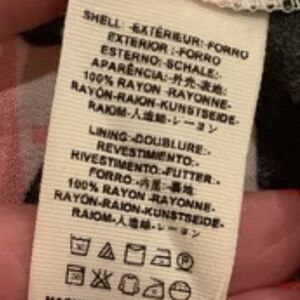 SHELL: -EXTÉRIEUR:-FORRO
EXTERIOR :-FORRO
ESTERNO:-SCHALE:-
APARÊNCIA:-外壳-表地:
100% RAYON -RAYONNE-
RAYÓN-RAION-KUNSTSEIDE-
RAIOM-人造絲-レーヨン
LINING:-DOUBLURE:-
REVESTIMIENTO:-
RIVESTIMENTO:-FUTTER:-
FORRO:-内里:-裏地
100% RAYON -RAYONNE-
RAYÓN-RAION-KUNSTSEIDE-
RAIOM-人造絲-レーヨン